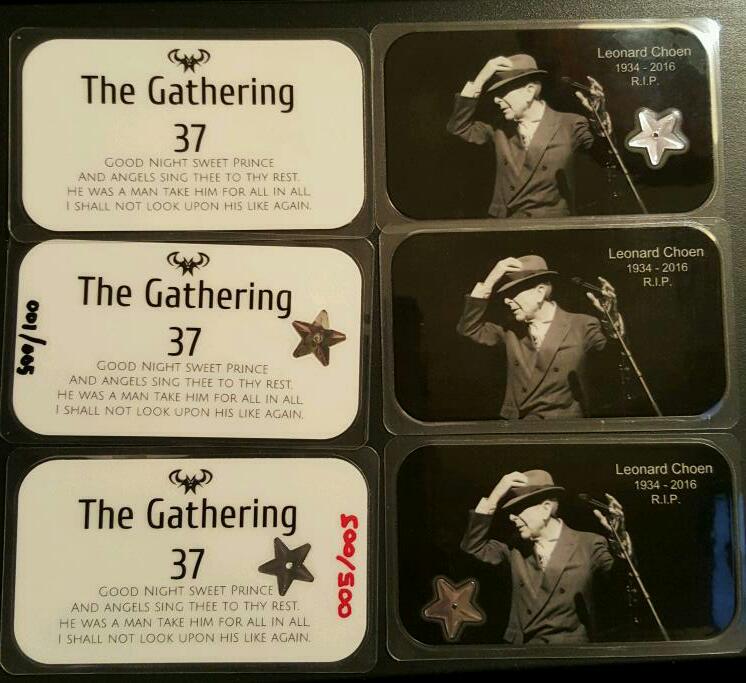 The Gathering
37
GOOD NIGHT SWEET PRINCE
AND ANGELS SING THEE TO THY REST.
HE WAS A MAN TAKE HIM FOR ALL IN ALL
I SHALL NOT LOOK UPON HIS LIKE AGAIN.
Leonard Choen
1934 - 2016
R.I.P.
001/005
The Gathering
37
GOOD NIGHT SWEET PRINCE
AND ANGELS SING THEE TO THY REST.
HE WAS A MAN TAKE HIM FOR ALL IN ALL
I SHALL NOT LOOK UPON HIS LIKE AGAIN.
Leonard Choen
1934 - 2016
R.I.P.
The Gathering
37
GOOD NIGHT SWEET PRINCE
AND ANGELS SING THEE TO THY REST.
HE WAS A MAN TAKE HIM FOR ALL IN ALL
I SHALL NOT LOOK UPON HIS LIKE AGAIN.
Leonard Choen
1934 - 2016
R.I.P.